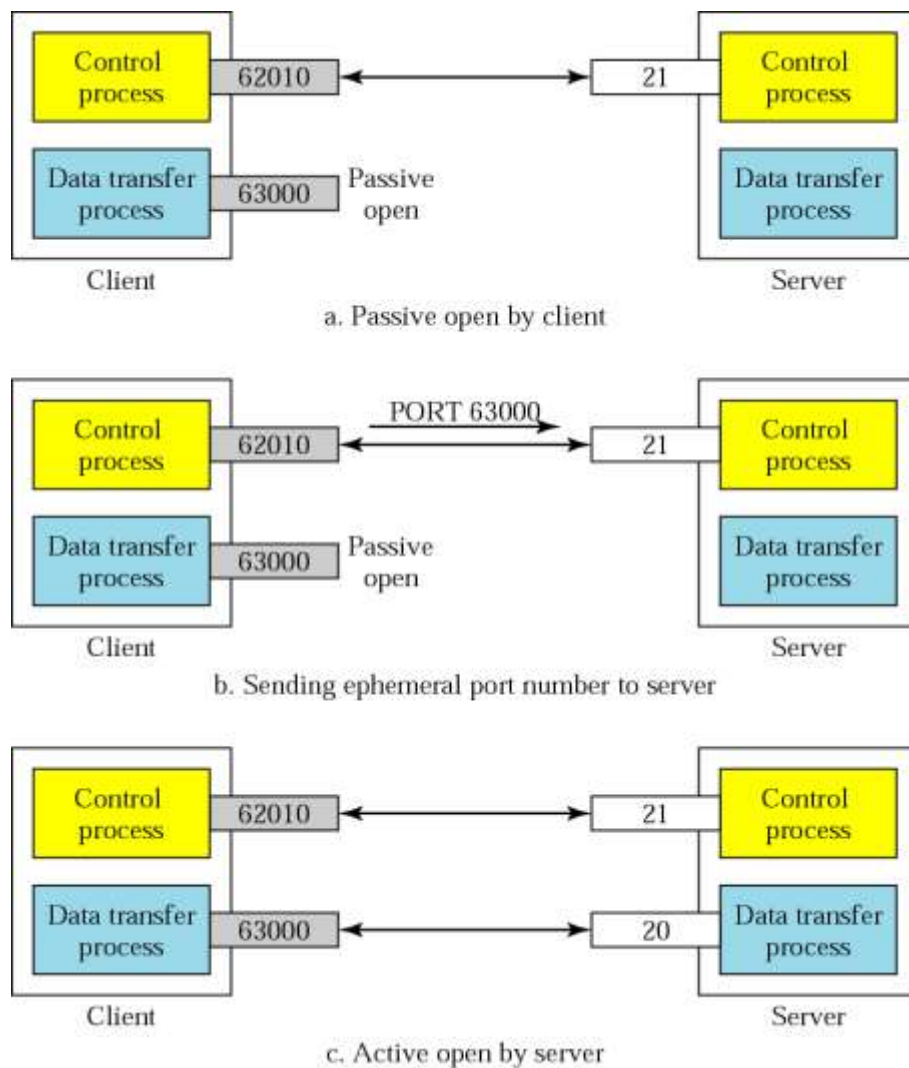 Control
process
62010
21
Control
process
Data transfer
process
63000
Passive
open
Data transfer
process
Client
Server
a. Passive open by client
PORT 63000
Control
process
62010
21
Control
process
Data transfer
process
63000
Passive
open
Data transfer
process
Client
Server
b. Sending ephemeral port number to server
Control
process
62010
21
Control
process
Data transfer
process
63000
20
Data transfer
process
Client
Server
c. Active open by server